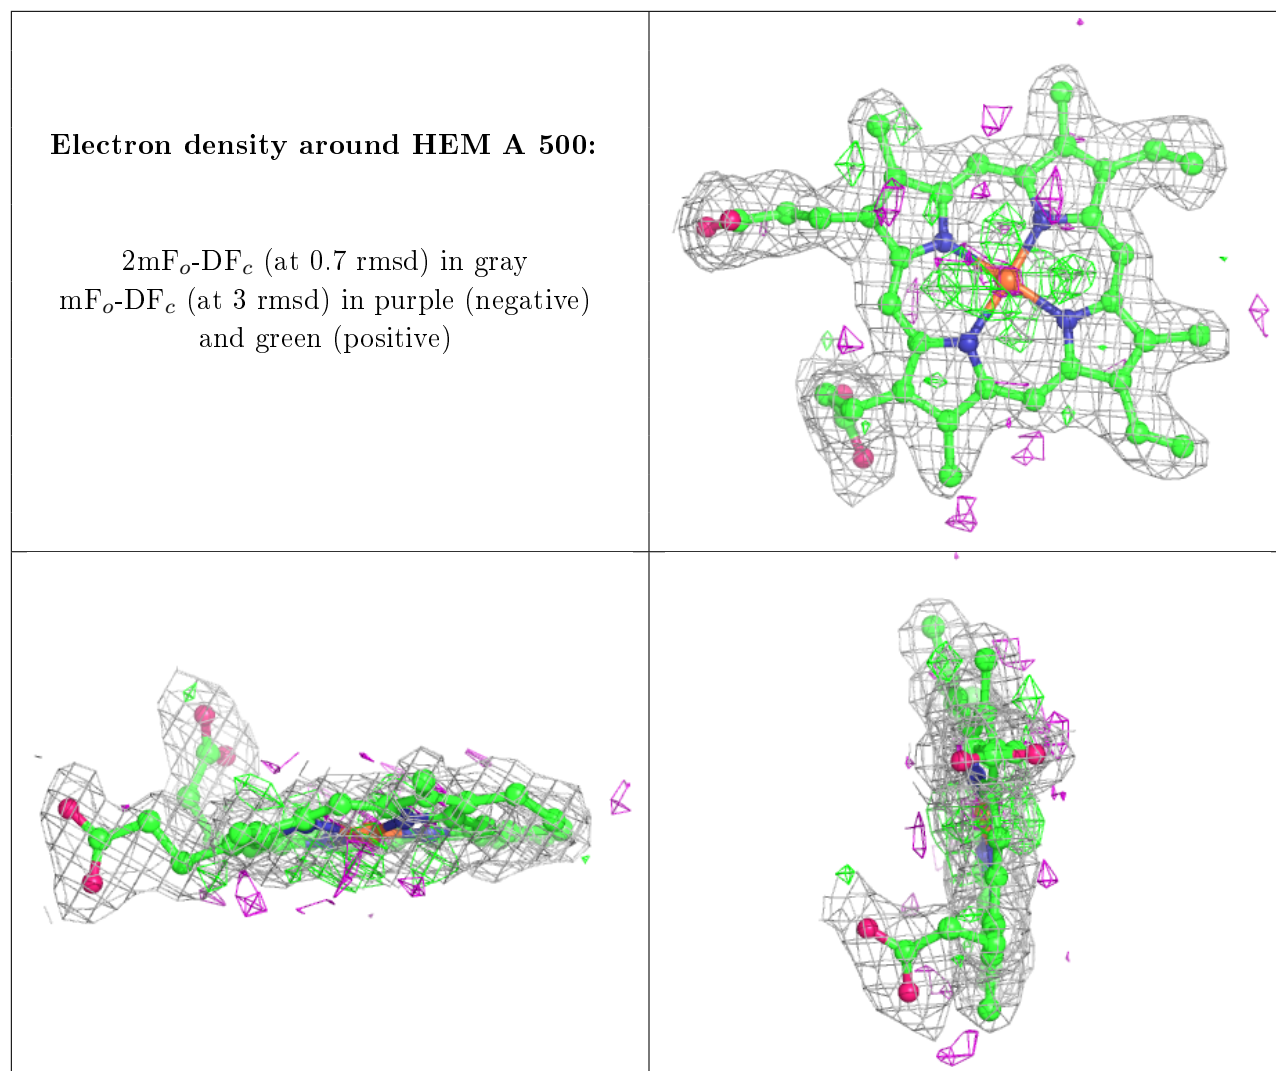 Electron density around HEM A 500:
2mFo-DFc (at 0.7 rmsd) in gray
mFo-DFc (at 3 rmsd) in purple (negative)
and green (positive)